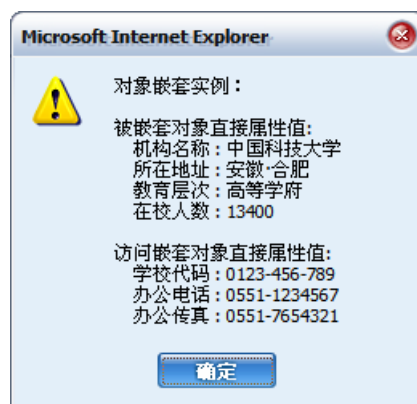 Microsoft Internet Explorer
对象嵌套实例：
被嵌套对象直接属性值:
机构名称：中国科技大学
所在地址：安徽·合肥
教育层次：高等学府
在校人数：13400
访问嵌套对象直接属性值:
学校代码：0123-456-789
办公电话：0551-1234567
办公传真：0551-7654321
确定